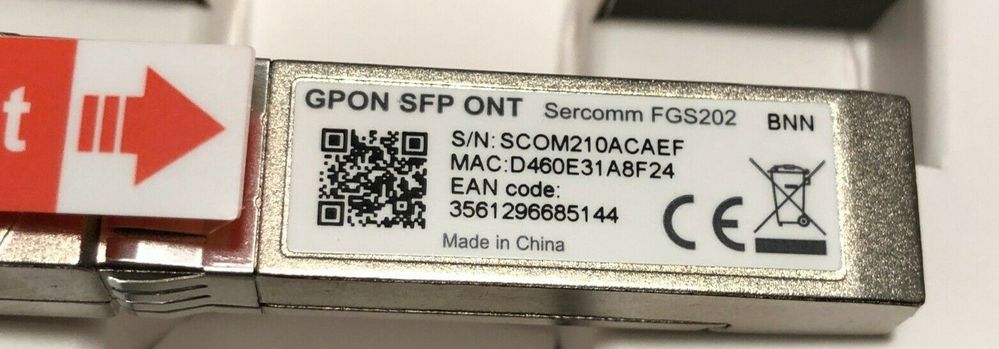 t
GPON SFP ONT Sercomm FGS202 BNN
S/N: SCOM210ACAEF
MAC:D460E31A8F24
EAN code:
3561296685144
Made in China
CE